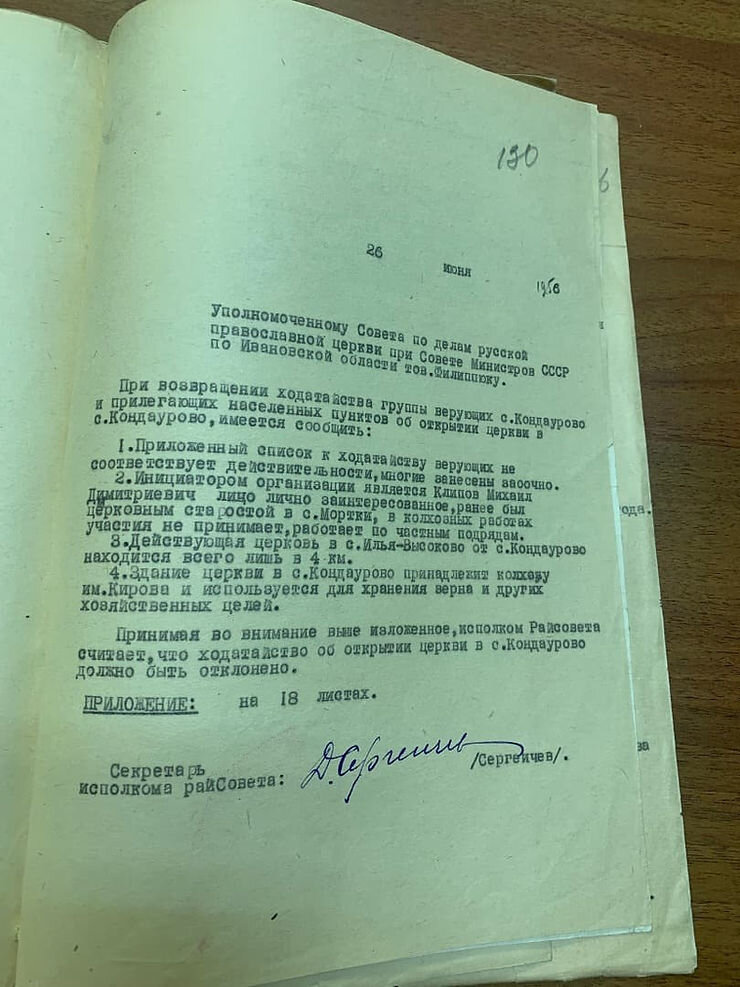 190
6
26
июня
1956
Уполномоченному Совета по делам русской
православной церкви при Совете Министров СССР
по Ивановской области тов.Филиппюку.
При возвращении ходатайства группы верующих с.Кондаурово
и прилегающих населенных пунктов об открытии церкви в
с.Кондаурово,имеется сообщить:
1.Приложенный список к ходатайству верующих не
соответствует действительности,многие занесены заочно.
2.Инициатором организации является Клипов Михаил
Димитриевич лицо лично заинтересованное,ранее был
церковным старостой в с.Мортки, в колхозных работах
участия не принимает,работает по частным подрядам.
3.Действующая церковь в с.Илья-Высоково от с.Кондаурово
находится всего лишь в 4 км.
4.Здание церкви в с.Кондаурово принадлежит колхозу
им.Кирова и используется для хранения зерна и других
хозяйственных целей.
ода.
Принимая во внимание выше изложенное,исполком Райсовета
считает,что ходатайство об открытии церкви в с.Кондаурово
должно быть отклонено.
ПРИЛОЖЕНИЕ: на 18 листах.
ва
Секретарь
исполкома райСовета: Д.Сергеичев /Сергеичев/.